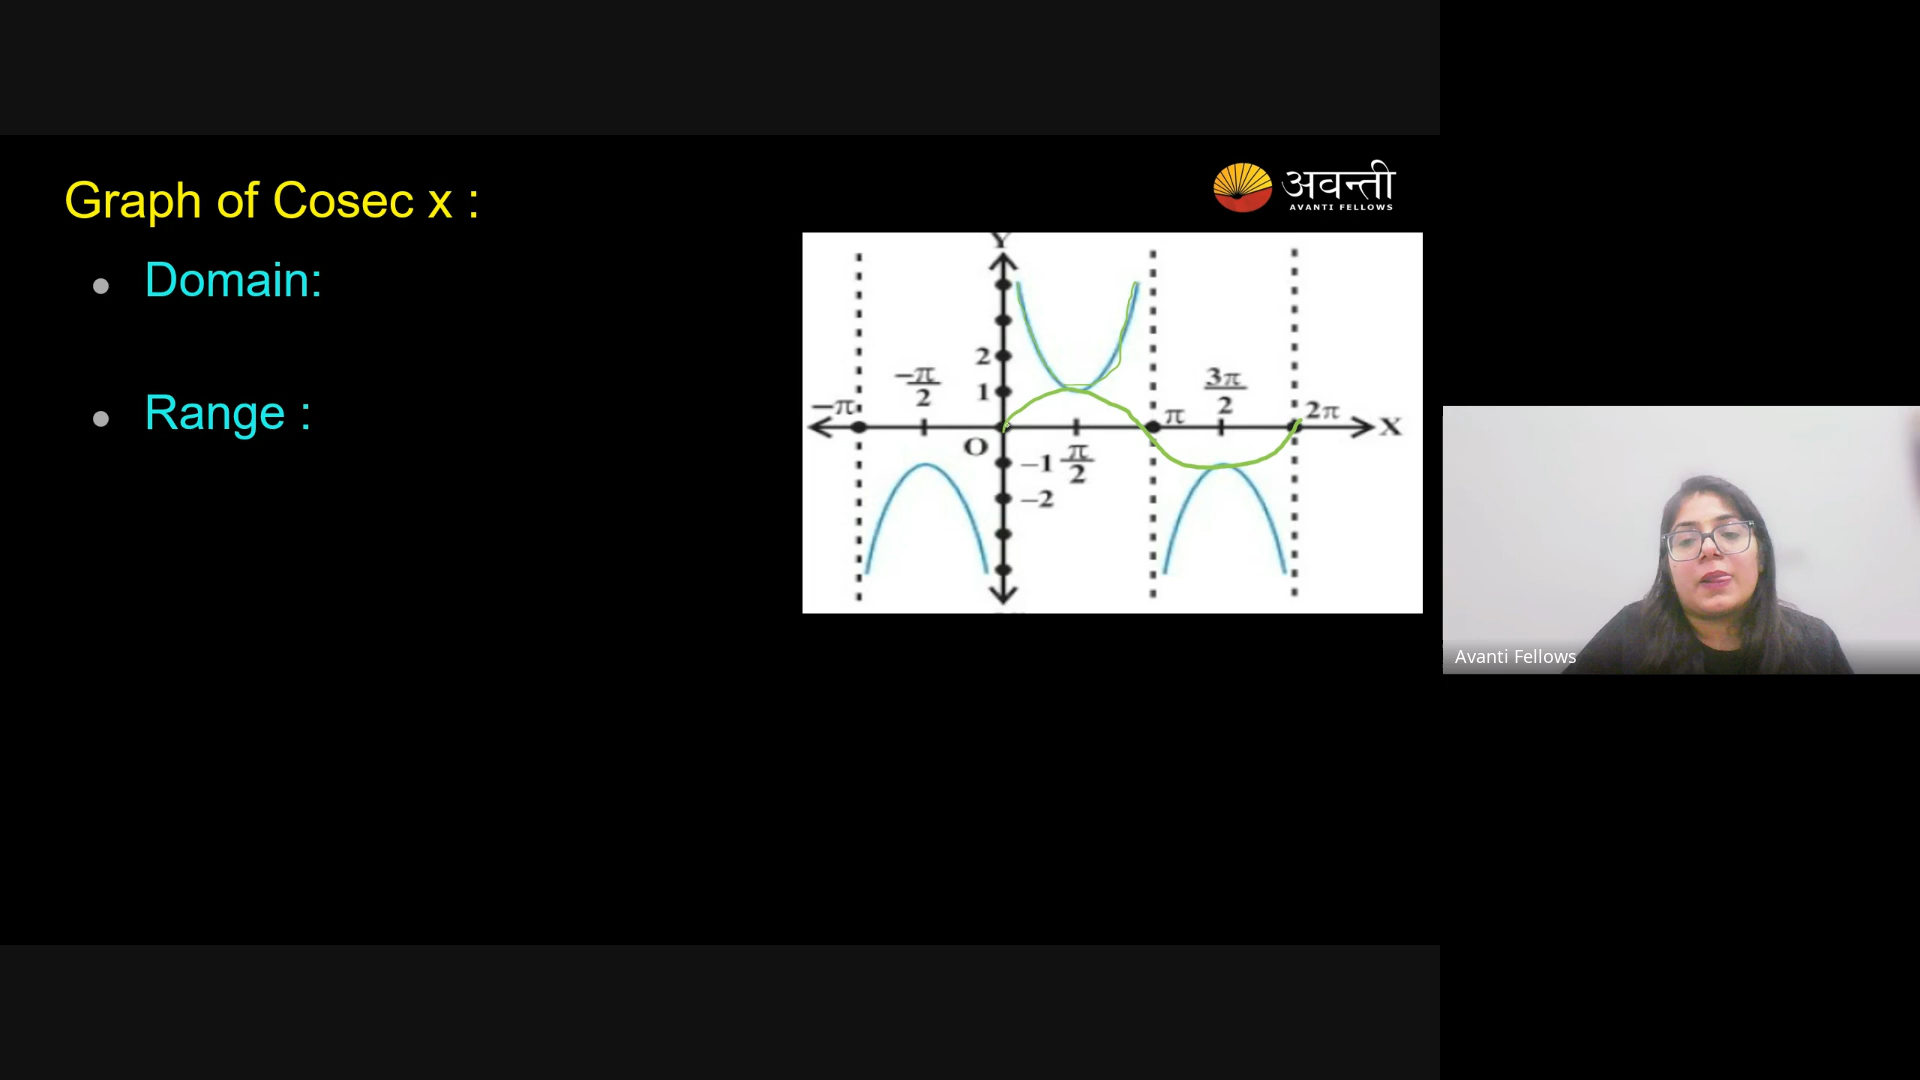 Graph of Cosec x :
अवन्ती
AVANTI FELLOWS
● Domain:
● Range :
Y
2
1
−π
−π/2
O
−1
−2
π/2
π
3π/2
2π
X
Avanti Fellows